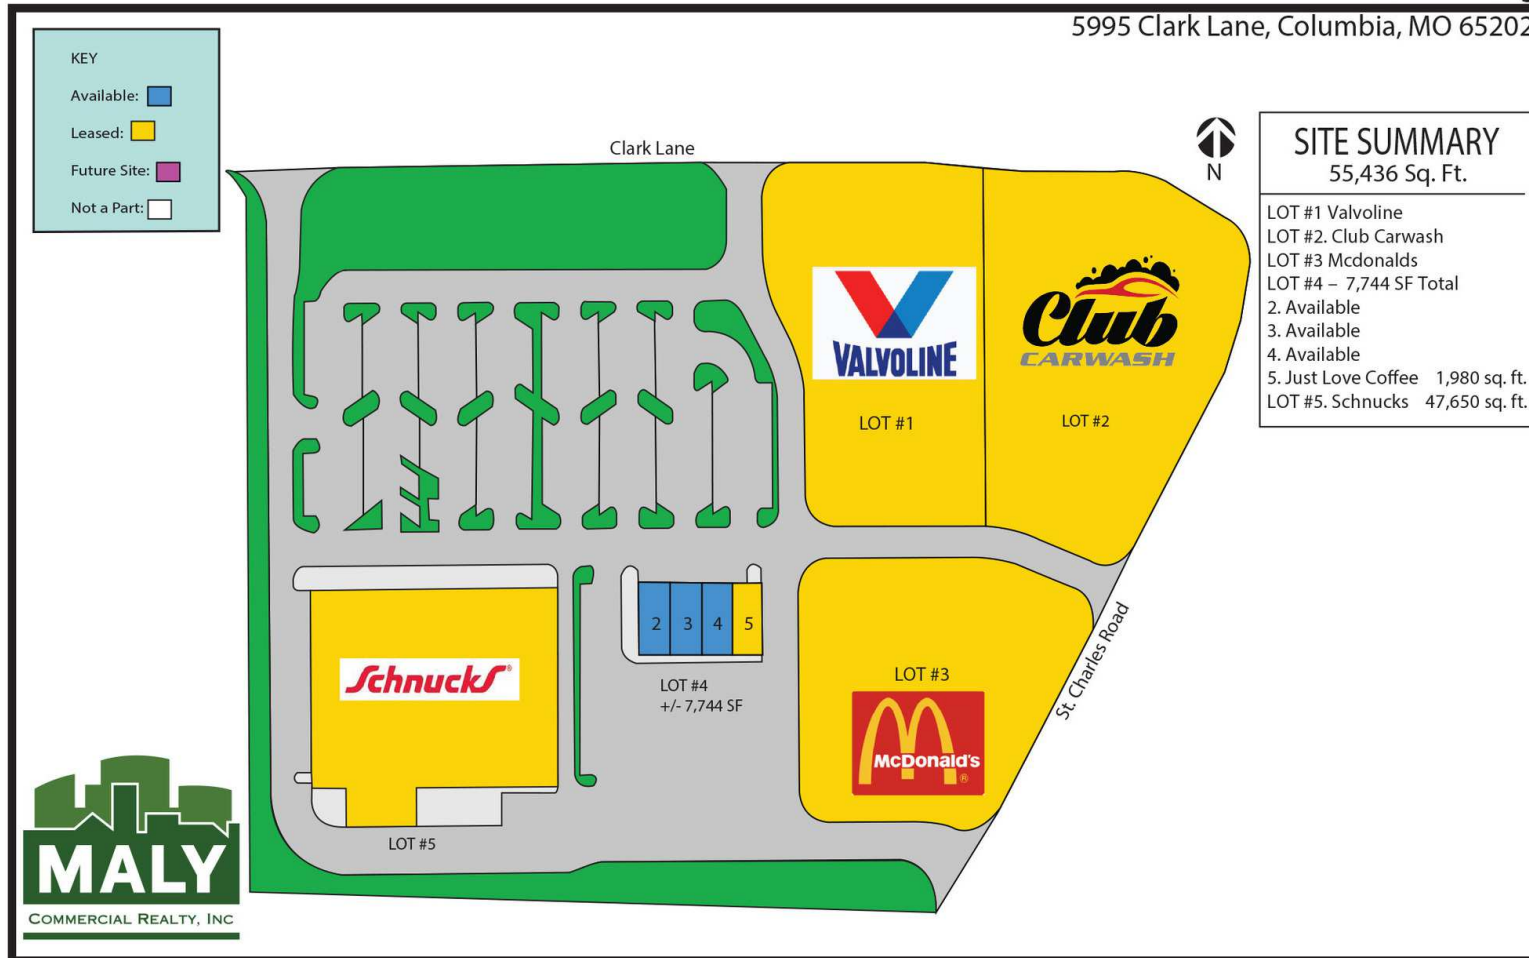 5995 Clark Lane, Columbia, MO 65202
KEY
Available:
Leased:
Future Site:
Not a Part:
Clark Lane
N
SITE SUMMARY
55,436 Sq. Ft.
LOT #1 Valvoline
LOT #2. Club Carwash
LOT #3 Mcdonalds
LOT #4 – 7,744 SF Total
2. Available
3. Available
4. Available
5. Just Love Coffee 1,980 sq. ft.
LOT #5. Schnucks 47,650 sq. ft.
VALVOLINE
LOT #1
Club
CARWASH
LOT #2
2 3 4 5
LOT #4
+/- 7,744 SF
Schnucks®
LOT #5
LOT #3
McDonald's
®
St. Charles Road
MALY
COMMERCIAL REALTY, INC